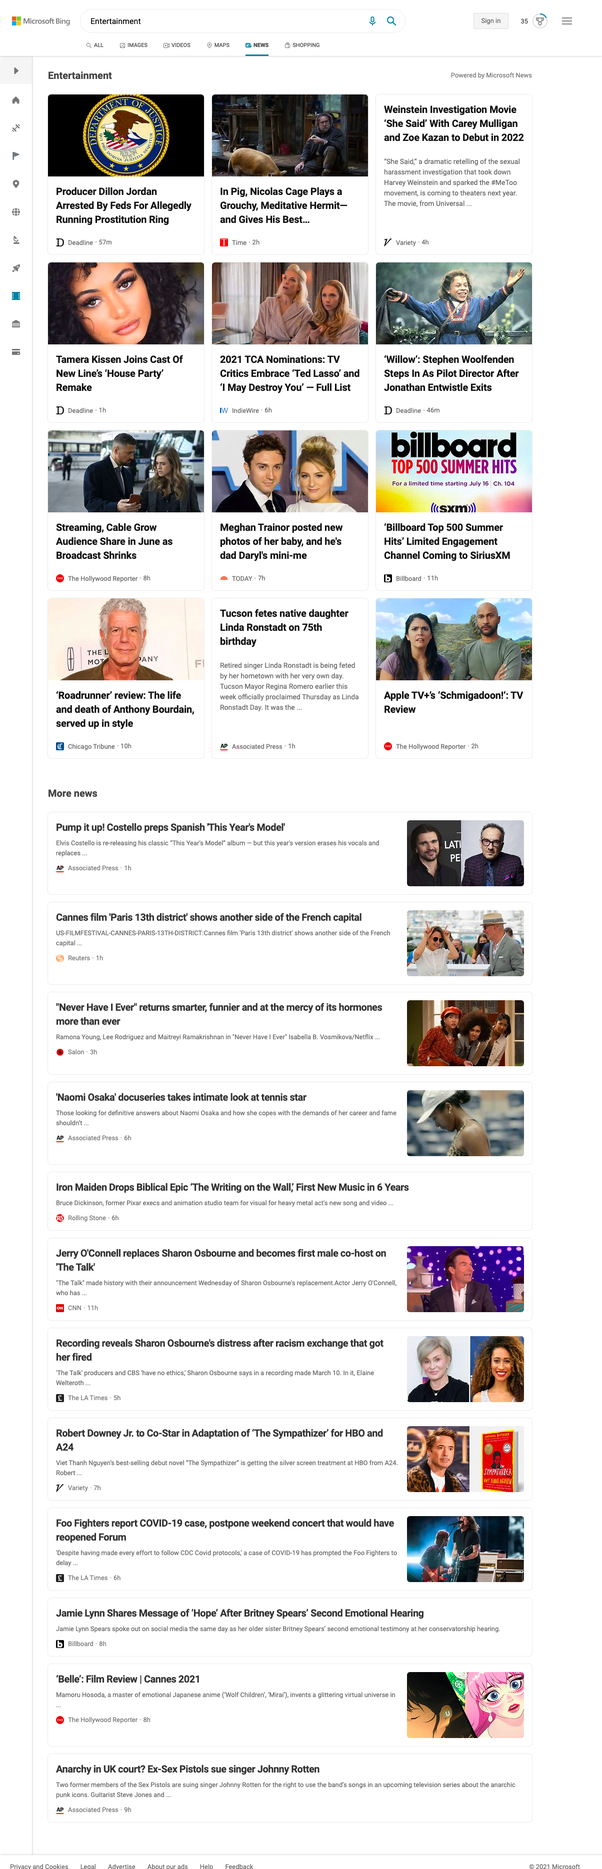 Microsoft Bing
Entertainment
Sign in
35
ALL
IMAGES
VIDEOS
MAPS
NEWS
SHOPPING
Entertainment
Powered by Microsoft News
DEPARTMENT OF JUSTICE
Producer Dillon Jordan
Arrested By Feds For Allegedly
Running Prostitution Ring
Deadline · 57m
In Pig, Nicolas Cage Plays a
Grouchy, Meditative Hermit—
and Gives His Best…
Time · 2h
Weinstein Investigation Movie
‘She Said’ With Carey Mulligan
and Zoe Kazan to Debut in 2022
"She Said," a dramatic retelling of the sexual
harassment investigation that took down
Harvey Weinstein and sparked the #MeToo
movement, is coming to theaters next year.
The movie, from Universal ...
Variety · 4h
Tamera Kissen Joins Cast Of
New Line’s ‘House Party’
Remake
Deadline · 1h
2021 TCA Nominations: TV
Critics Embrace ‘Ted Lasso’ and
‘I May Destroy You’ — Full List
IndieWire · 6h
‘Willow’: Stephen Woolfenden
Steps In As Pilot Director After
Jonathan Entwistle Exits
Deadline · 46m
Streaming, Cable Grow
Audience Share in June as
Broadcast Shrinks
The Hollywood Reporter · 8h
Meghan Trainor posted new
photos of her baby, and he's
dad Daryl's mini-me
TODAY · 7h
billboard
TOP 500 SUMMER HITS
For a limited time starting July 16 | Ch. 104
((sxm))
‘Billboard Top 500 Summer
Hits’ Limited Engagement
Channel Coming to SiriusXM
Billboard · 11h
THE L
MOT COMPANY
‘Roadrunner’ review: The life
and death of Anthony Bourdain,
served up in style
Chicago Tribune · 10h
Tucson fetes native daughter
Linda Ronstadt on 75th
birthday
Retired singer Linda Ronstadt is being feted
by her hometown with her very own day.
Tucson Mayor Regina Romero earlier this
week officially proclaimed Thursday as Linda
Ronstadt Day. It was the ...
Associated Press · 1h
Apple TV+’s ‘Schmigadoon!’: TV
Review
The Hollywood Reporter · 2h
More news
Pump it up! Costello preps Spanish 'This Year's Model'
Elvis Costello is re-releasing his classic "This Year's Model" album — but this year's version erases his vocals and
replaces ...
Associated Press · 1h
LAT
PE
Cannes film 'Paris 13th district' shows another side of the French capital
US-FILMFESTIVAL-CANNES-PARIS-13TH-DISTRICT:Cannes film 'Paris 13th district' shows another side of the French
capital ...
Reuters · 1h
"Never Have I Ever" returns smarter, funnier and at the mercy of its hormones
more than ever
Ramona Young, Lee Rodriguez and Maitreyi Ramakrishnan in "Never Have I Ever" Isabella B. Vosmikova/Netflix ...
Salon · 3h
'Naomi Osaka' docuseries takes intimate look at tennis star
Those looking for definitive answers about Naomi Osaka and how she copes with the demands of her career and fame
shouldn't ...
Associated Press · 6h
Iron Maiden Drops Biblical Epic ‘The Writing on the Wall,’ First New Music in 6 Years
Bruce Dickinson, former Pixar execs and animation studio team for visual for heavy metal act's new song and video ...
Rolling Stone · 6h
Jerry O'Connell replaces Sharon Osbourne and becomes first male co-host on
'The Talk'
"The Talk" made history with their announcement Wednesday of Sharon Osbourne's replacement.Actor Jerry O'Connell,
who has ...
CNN · 11h
Recording reveals Sharon Osbourne's distress after racism exchange that got
her fired
'The Talk' producers and CBS 'have no ethics,' Sharon Osbourne says in a recording made March 10. In it, Elaine
Welteroth ...
The LA Times · 5h
Robert Downey Jr. to Co-Star in Adaptation of ‘The Sympathizer’ for HBO and
A24
Viet Thanh Nguyen's best-selling debut novel "The Sympathizer" is getting the silver screen treatment at HBO from A24.
Robert ...
Variety · 7h
SYMPATHIZER
Foo Fighters report COVID-19 case, postpone weekend concert that would have
reopened Forum
'Despite having made every effort to follow CDC Covid protocols,' a case of COVID-19 has prompted the Foo Fighters to
delay ...
The LA Times · 6h
Jamie Lynn Shares Message of ‘Hope’ After Britney Spears’ Second Emotional Hearing
Jamie Lynn Spears spoke out on social media the same day as her older sister Britney Spears' second emotional testimony at her conservatorship hearing.
Billboard · 8h
‘Belle’: Film Review | Cannes 2021
Mamoru Hosoda, a master of emotional Japanese anime ('Wolf Children', 'Mirai'), invents a glittering virtual universe in
...
The Hollywood Reporter · 8h
Anarchy in UK court? Ex-Sex Pistols sue singer Johnny Rotten
Two former members of the Sex Pistols are suing singer Johnny Rotten for the right to use the band's songs in an upcoming television series about the anarchic
punk icons. Guitarist Steve Jones and ...
Associated Press · 9h
Privacy and Cookies
Legal
Advertise
About our ads
Help
Feedback
© 2021 Microsoft